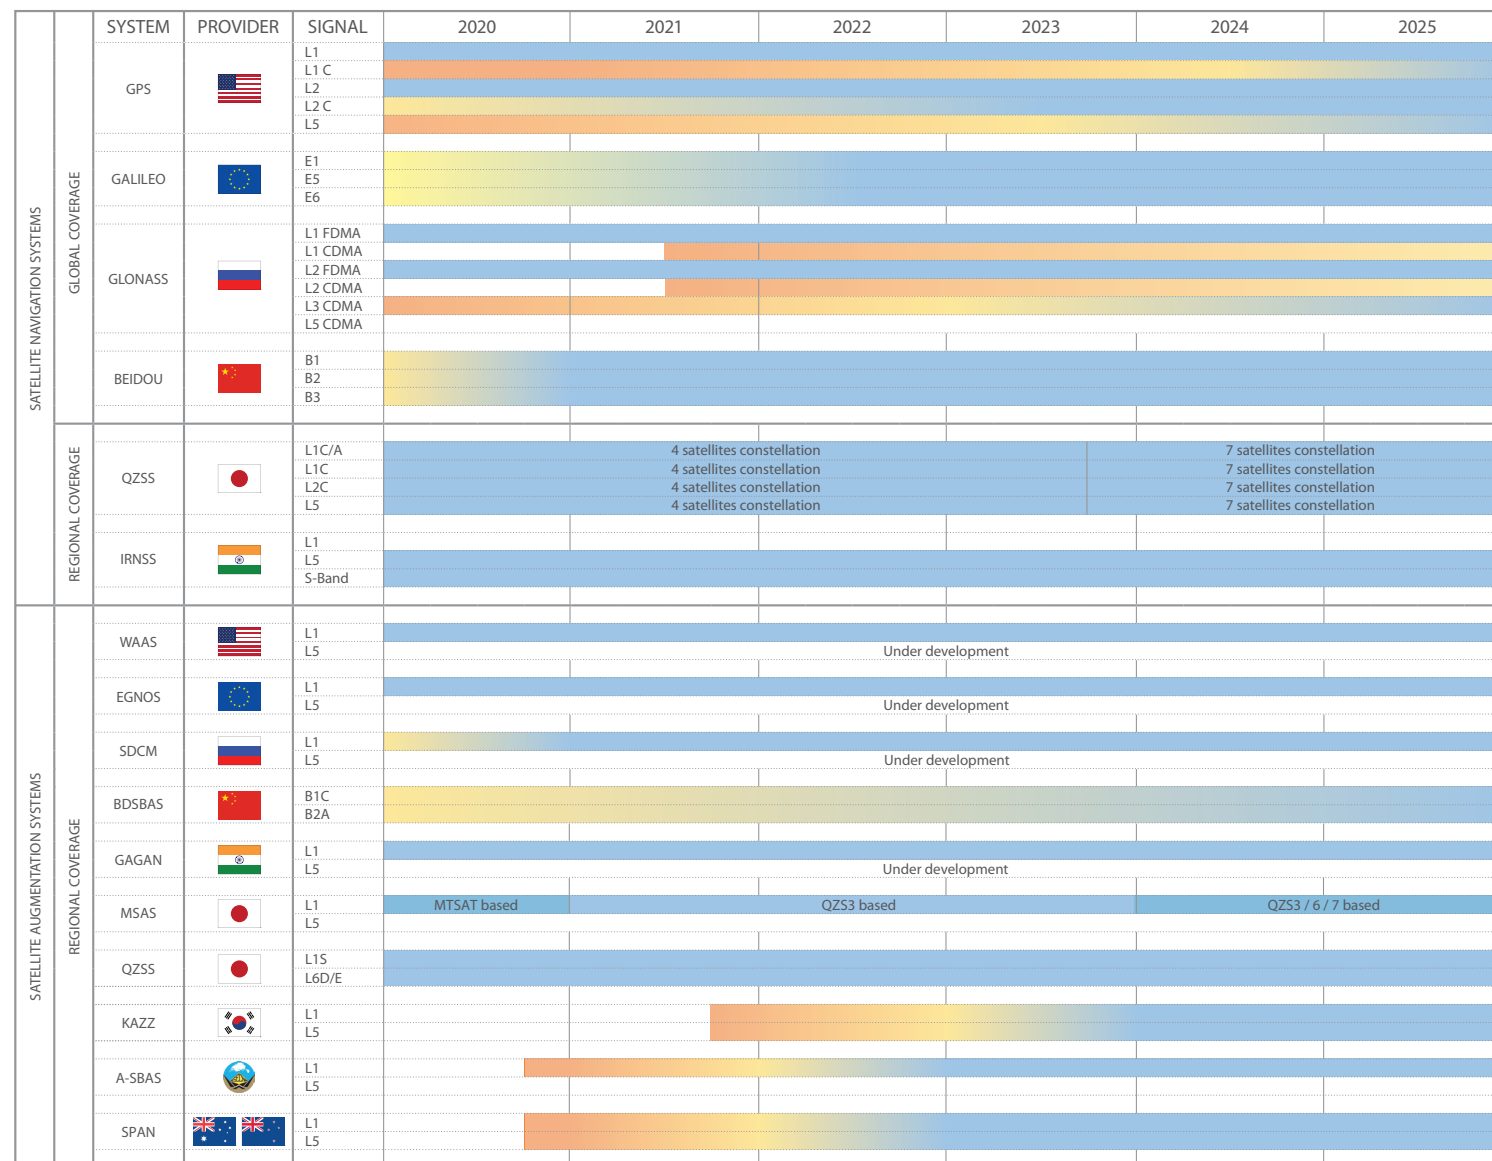 SYSTEM PROVIDER SIGNAL 2020 2021 2022 2023 2024 2025
SATELLITE NAVIGATION SYSTEMS
GLOBAL COVERAGE
GPS
L1
L1 C
L2
L2 C
L5
GALILEO
E1
E5
E6
GLONASS
L1 FDMA
L1 CDMA
L2 FDMA
L2 CDMA
L3 CDMA
L5 CDMA
BEIDOU
B1
B2
B3
REGIONAL COVERAGE
QZSS
L1C/A 4 satellites constellation 7 satellites constellation
L1C 4 satellites constellation 7 satellites constellation
L2C 4 satellites constellation 7 satellites constellation
L5 4 satellites constellation 7 satellites constellation
IRNSS
L1
L5
S-Band
SATELLITE AUGMENTATION SYSTEMS
REGIONAL COVERAGE
WAAS
L1
L5 Under development
EGNOS
L1
L5 Under development
SDCM
L1
L5 Under development
BDSBAS
B1C
B2A
GAGAN
L1
L5 Under development
MSAS
L1 MTSAT based QZS3 based QZS3 / 6 / 7 based
L5
QZSS
L1S
L6D/E
KAZZ
L1
L5
A-SBAS
L1
L5
SPAN
L1
L5